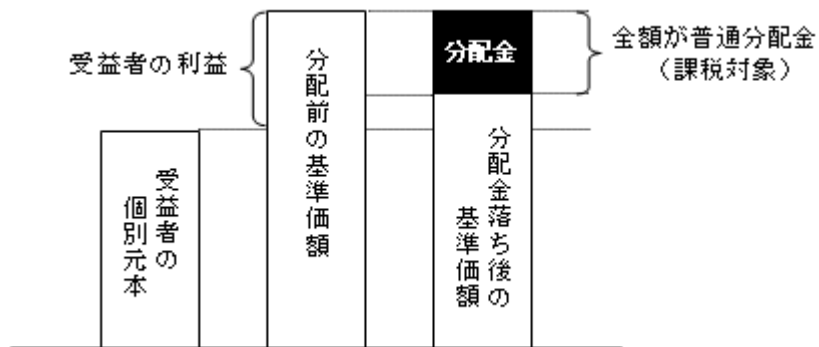 受益者の利益
分配前の基準価額
分配金
全額が普通分配金
(課税対象)
受益者の
個別元本
分配金落ち後の
基準価額